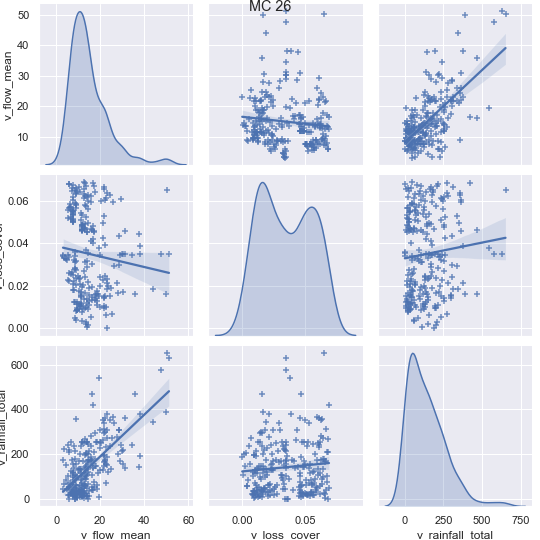 MC 26
50
40
30
20
10
v_flow_mean
0.06
0.04
0.02
0.00
v_loss_cover
600
400
200
0
v_rainfall_total
0 20 40 60
v_flow_mean
0.00 0.05
v_loss_cover
0 250 500 750
v_rainfall_total